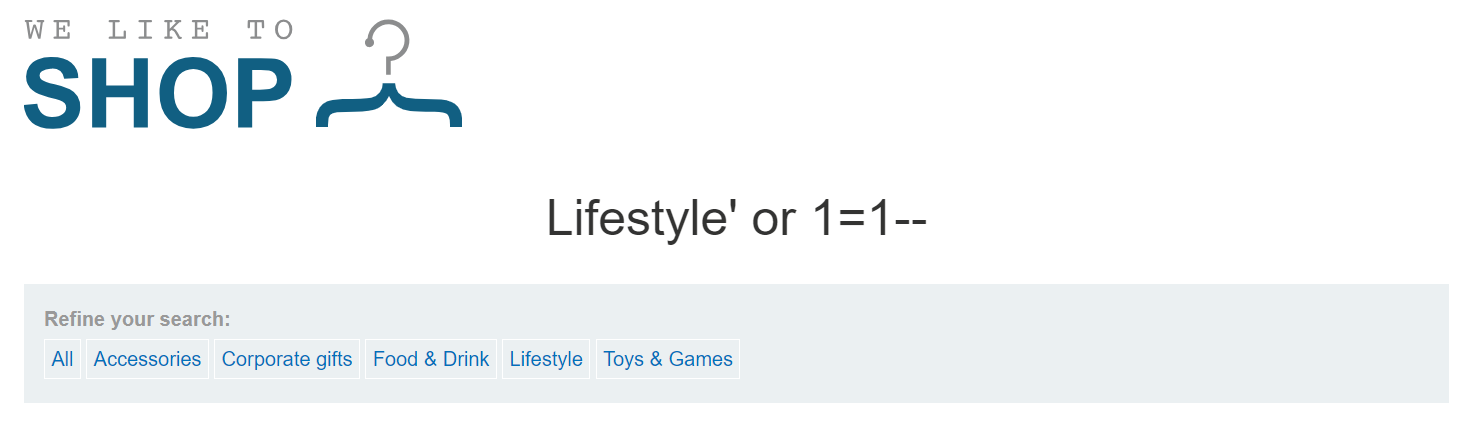 WE LIKE TO
SHOP
Lifestyle' or 1=1--
Refine your search:
All Accessories Corporate gifts Food & Drink Lifestyle Toys & Games